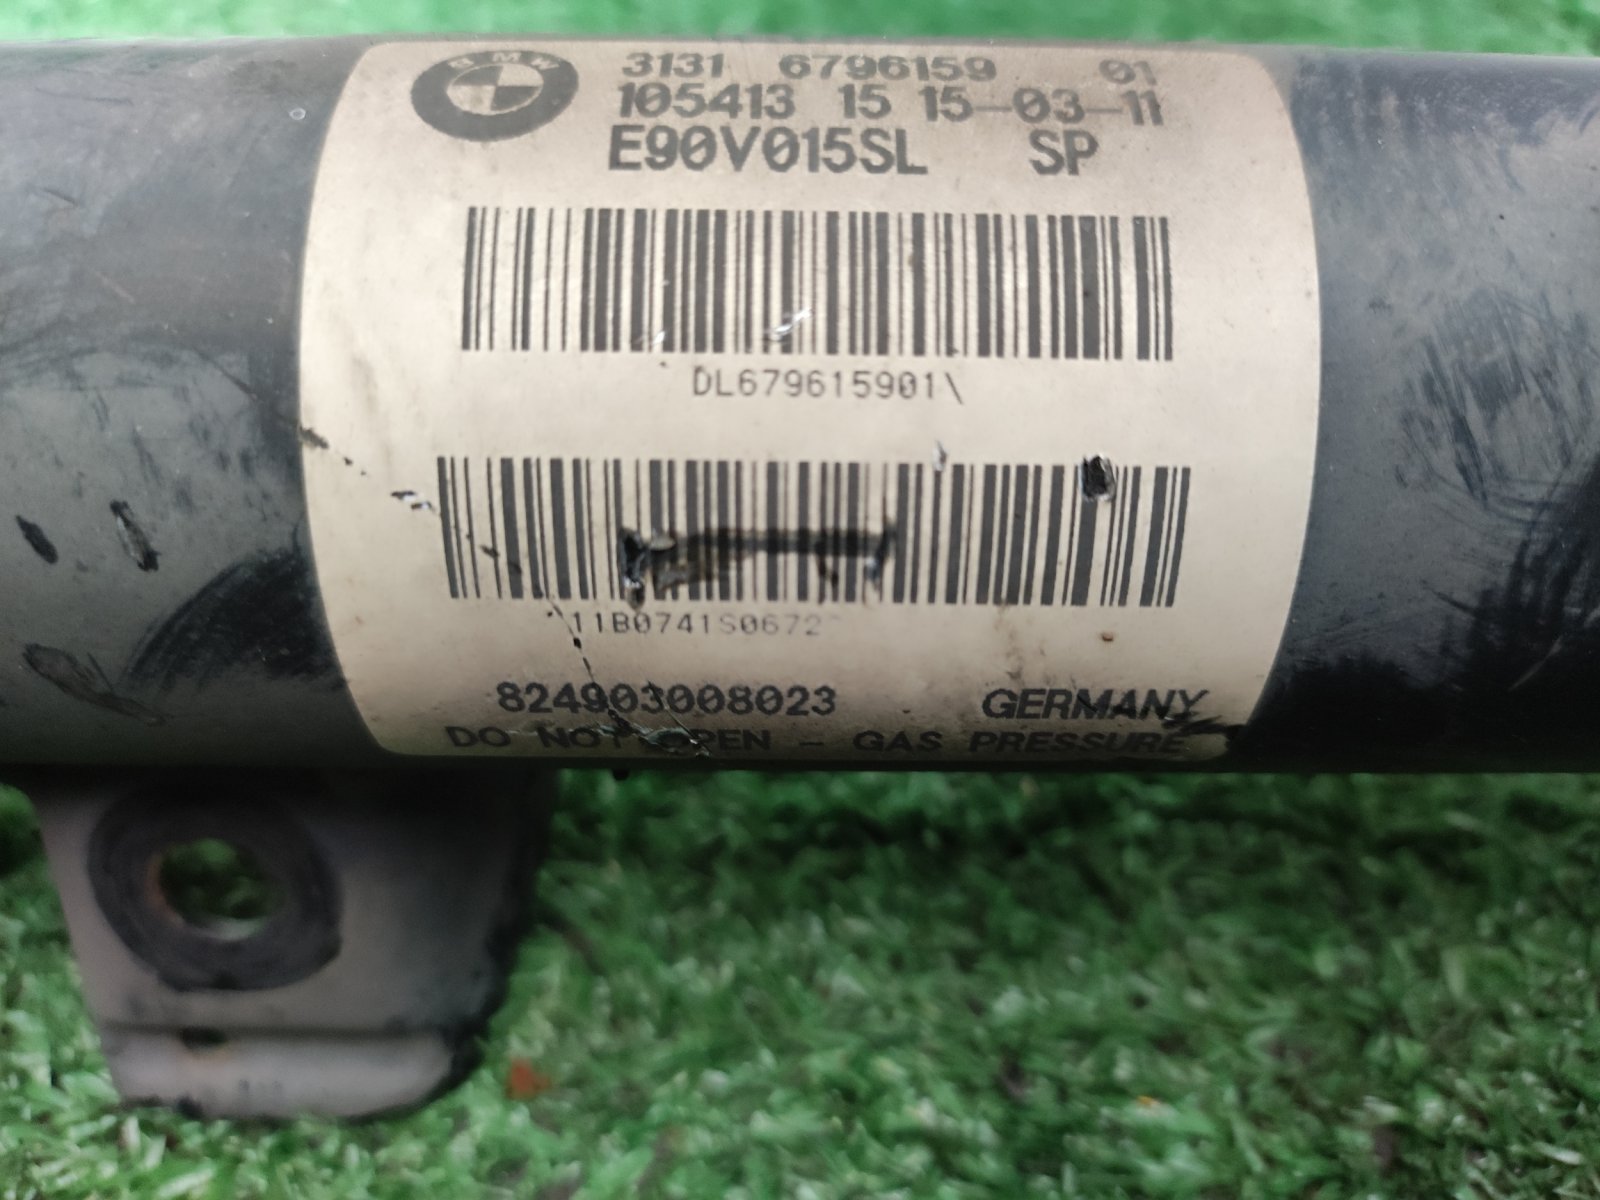 BMW
3131 6796159 01
105413 15 15-03-11
E90V015SL SP
DL679615901\
11B0741S0672
824903008023 GERMANY
DO NOT OPEN - GAS PRESSURE